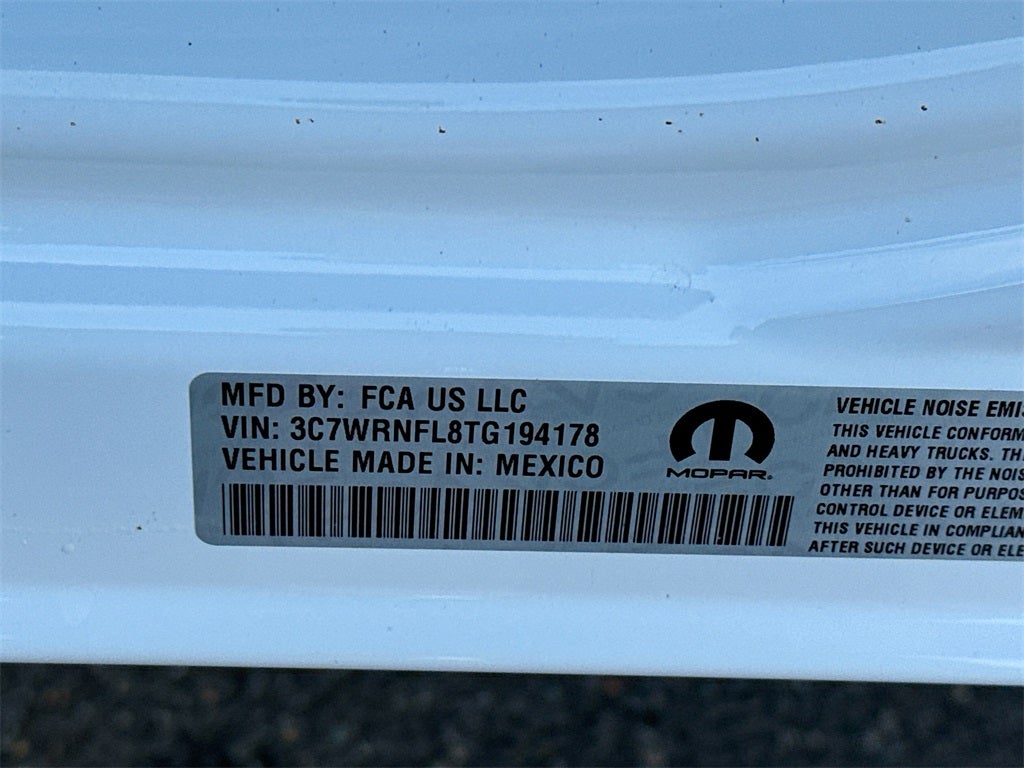 MFD BY: FCA US LLC
VIN: 3C7WRNFL8TG194178
VEHICLE MADE IN: MEXICO
MOPAR®
VEHICLE NOISE EMIS
THIS VEHICLE CONFORM
AND HEAVY TRUCKS. TH
PROHIBITED BY THE NOIS
OTHER THAN FOR PURPOS
CONTROL DEVICE OR ELEM
THIS VEHICLE IN COMPLIAN
AFTER SUCH DEVICE OR ELE